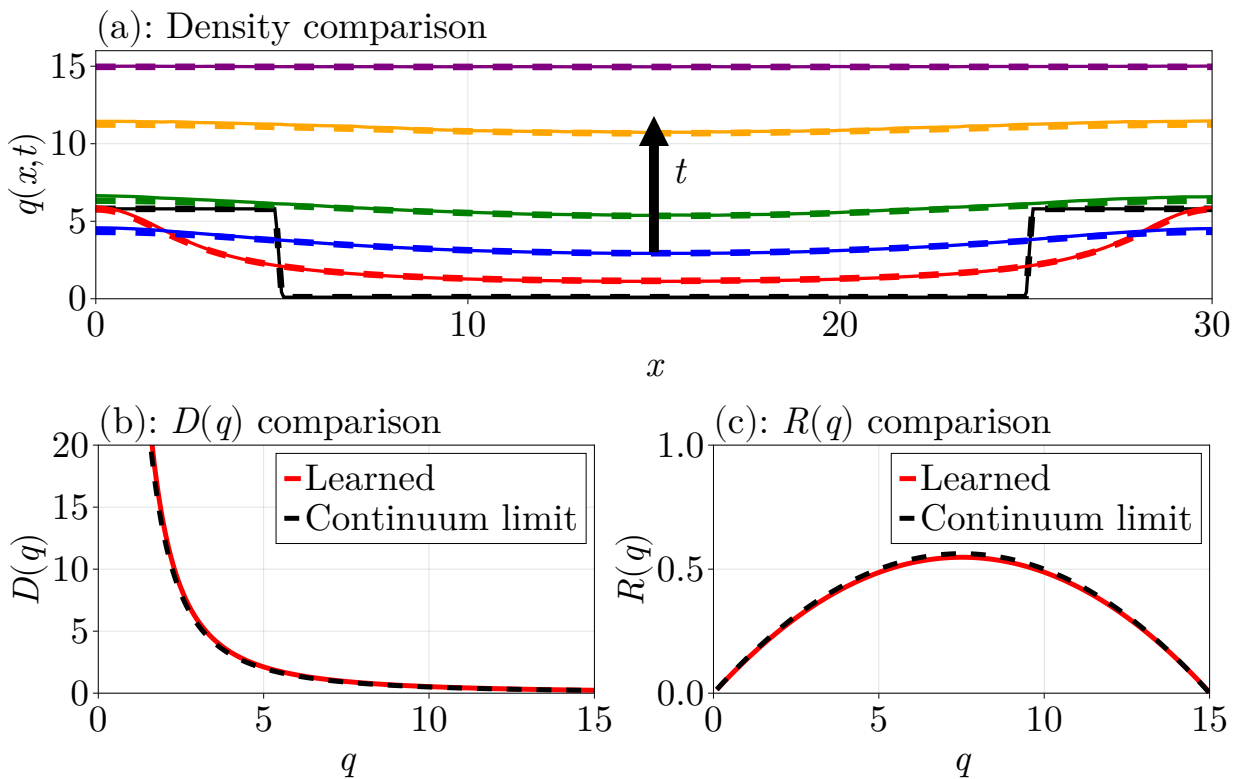 (a): Density comparison
q(x,t)
15
10
5
0
t
0 10 20 30
x
(b): D(q) comparison
D(q)
20
15
10
5
0
Learned
Continuum limit
0 5 10 15
q
(c): R(q) comparison
R(q)
1.0
0.5
0.0
Learned
Continuum limit
0 5 10 15
q